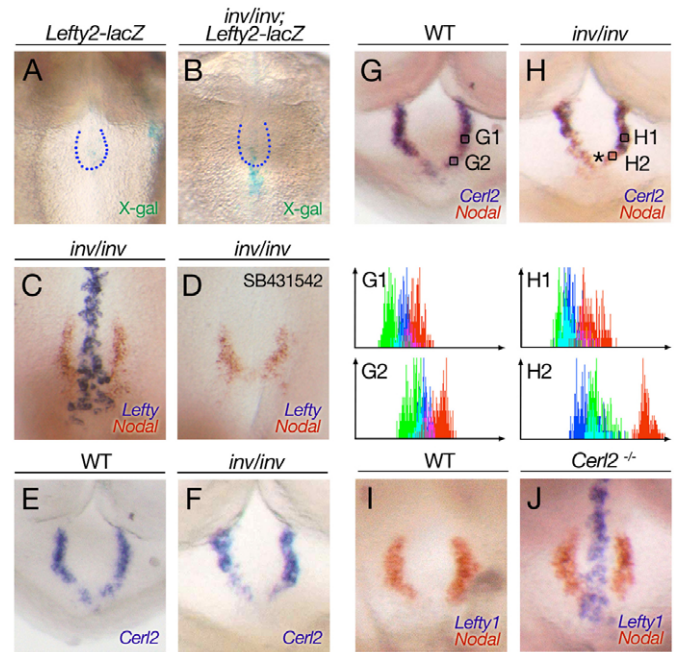 Lefty2-lacZ
inv/inv;
Lefty2-lacZ
WT
inv/inv
A
X-gal
B
X-gal
G
G1
G2
Cerl2
Nodal
H
H1
*
H2
Cerl2
Nodal
inv/inv
inv/inv
C
Lefty
Nodal
D
SB431542
Lefty
Nodal
G1
H1
G2
H2
WT
inv/inv
WT
Cerl2 -/-
E
Cerl2
F
Cerl2
I
Lefty1
Nodal
J
Lefty1
Nodal